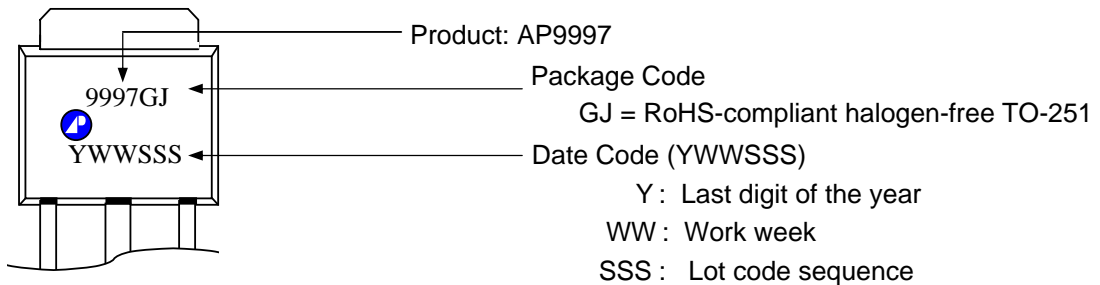 Product: AP9997
Package Code
9997GJ
GJ = RoHS-compliant halogen-free TO-251
YWWSSS
Date Code (YWWSSS)
Y : Last digit of the year
WW : Work week
SSS : Lot code sequence